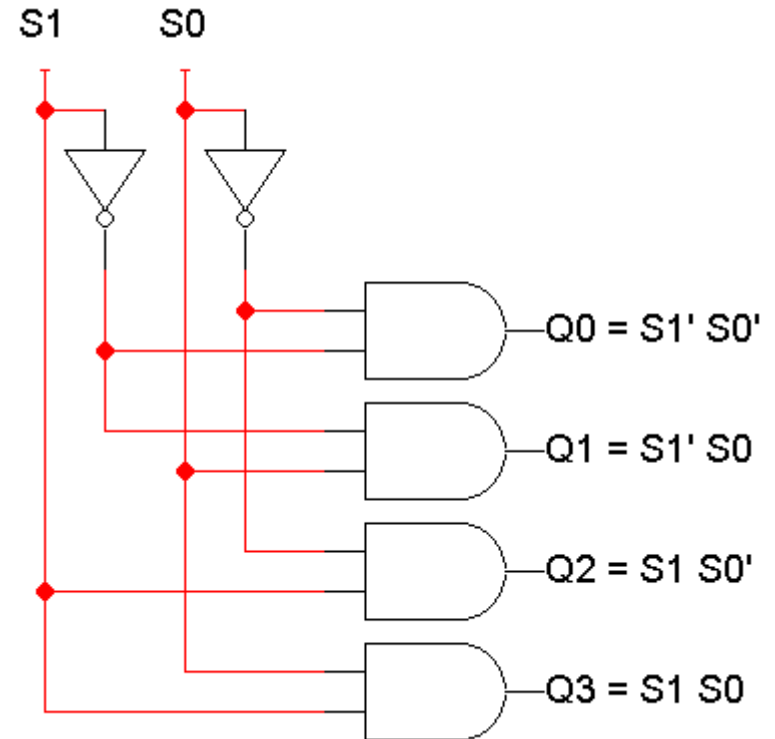 S1 S0
Q0 = S1' S0'
Q1 = S1' S0
Q2 = S1 S0'
Q3 = S1 S0